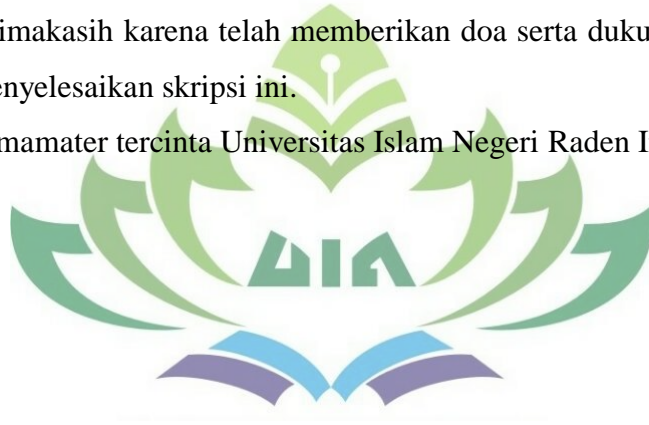 imakasih karena telah memberikan doa serta duku
enyelesaikan skripsi ini.
mamater tercinta Universitas Islam Negeri Raden I
UIN